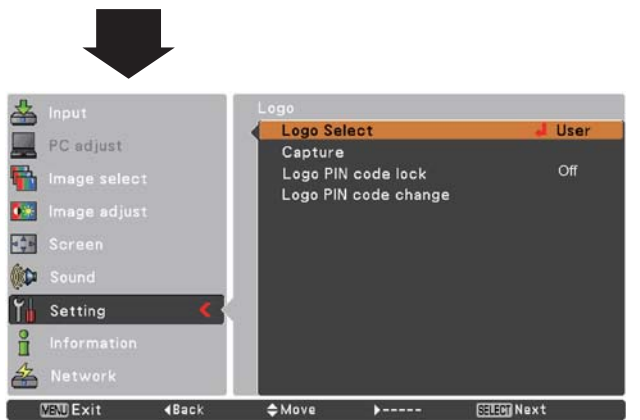 Input
PC adjust
Image select
Image adjust
Screen
Sound
Setting
Information
Network
Logo
Logo Select User
Capture
Logo PIN code lock Off
Logo PIN code change
MENU Exit Back Move ----- SELECT Next